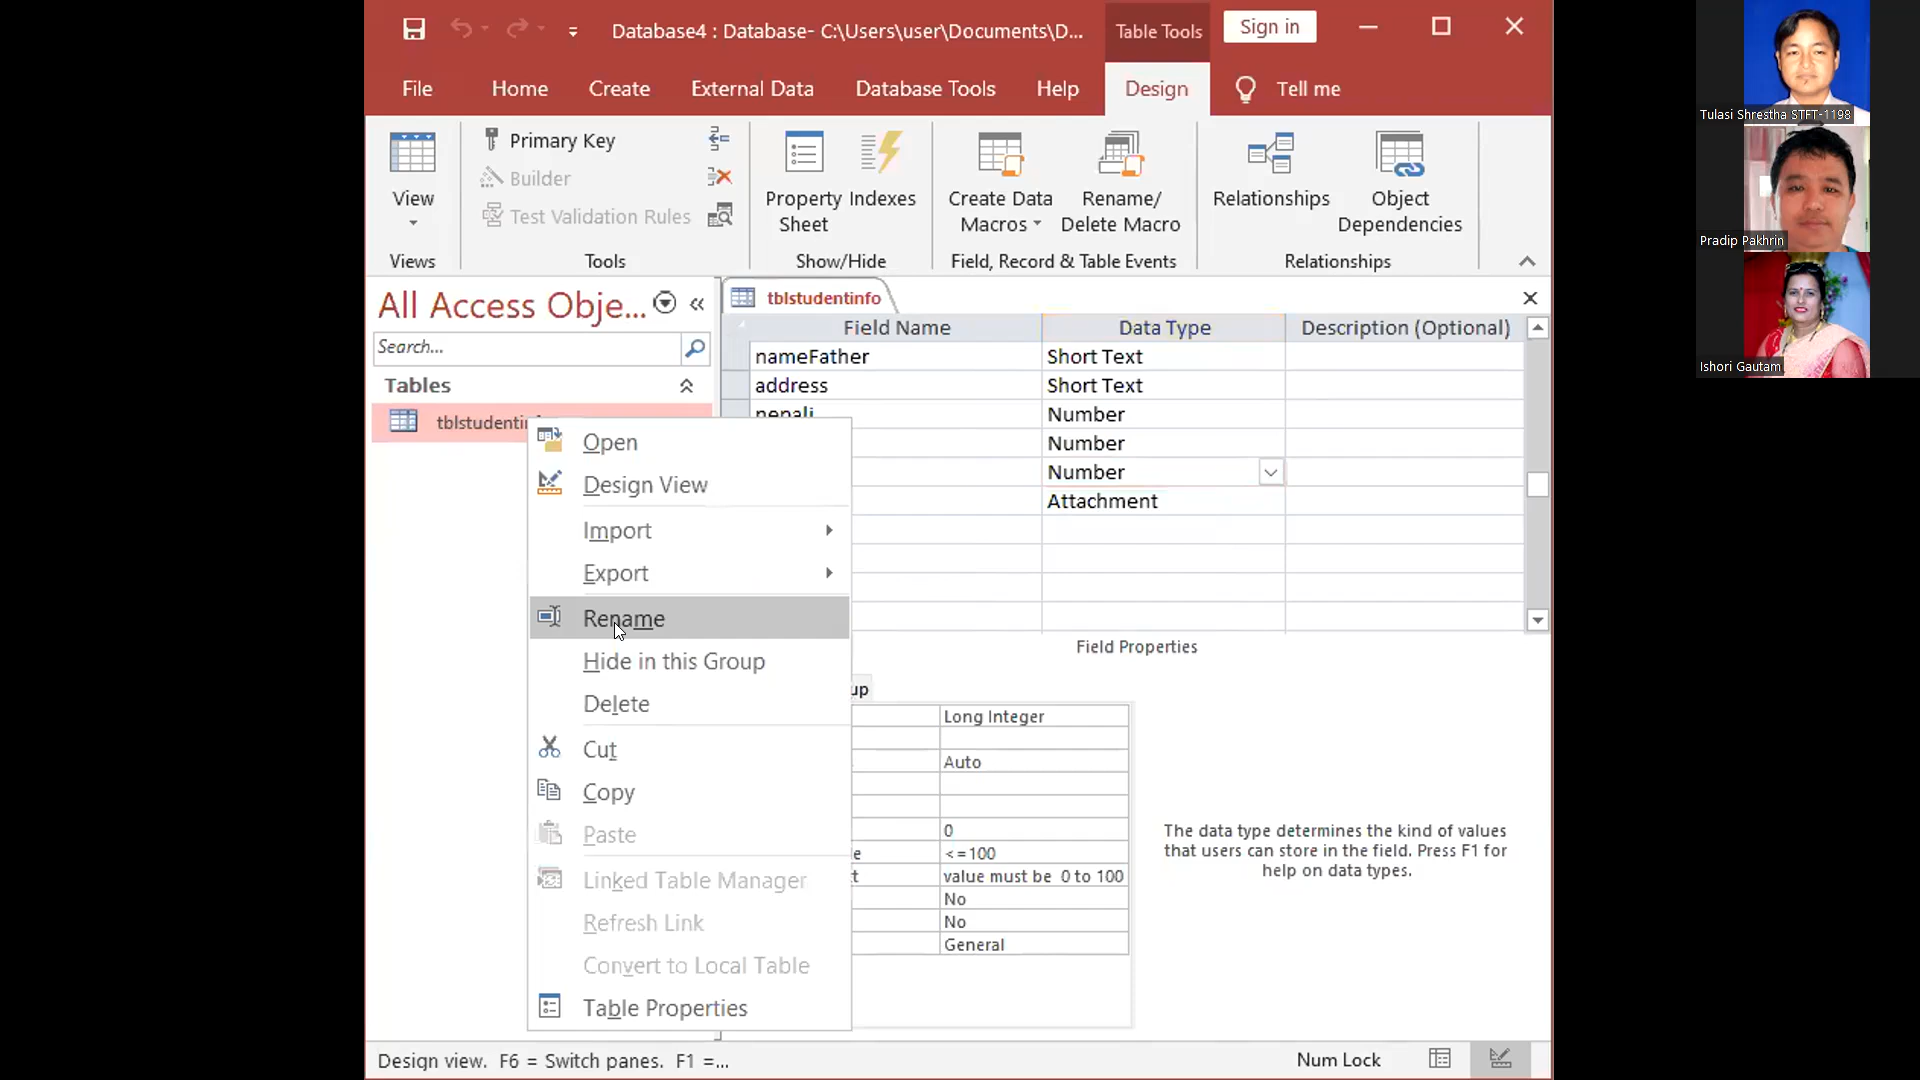 Database4 : Database- C:\Users\user\Documents\D...
Table Tools
Sign in
File
Home
Create
External Data
Database Tools
Help
Design
Tell me
View
Views
Primary Key
Builder
Test Validation Rules
Tools
Property Sheet
Indexes
Show/Hide
Create Data Macros
Rename/ Delete Macro
Field, Record & Table Events
Relationships
Object Dependencies
Relationships
All Access Obje...
Search...
Tables
tblstudentinfo
Field Name
Data Type
Description (Optional)
nameFather
Short Text
address
Short Text
nepali
Number
Number
Number
Attachment
Open
Design View
Import
Export
Rename
Hide in this Group
Delete
Cut
Copy
Paste
Linked Table Manager
Refresh Link
Convert to Local Table
Table Properties
Field Properties
up
Long Integer
Auto
0
e
<=100
t
value must be 0 to 100
No
No
General
The data type determines the kind of values
that users can store in the field. Press F1 for
help on data types.
Design view. F6 = Switch panes. F1 =...
Num Lock
Tulasi Shrestha STFT-1198
Pradip Pakhrin
Ishori Gautam